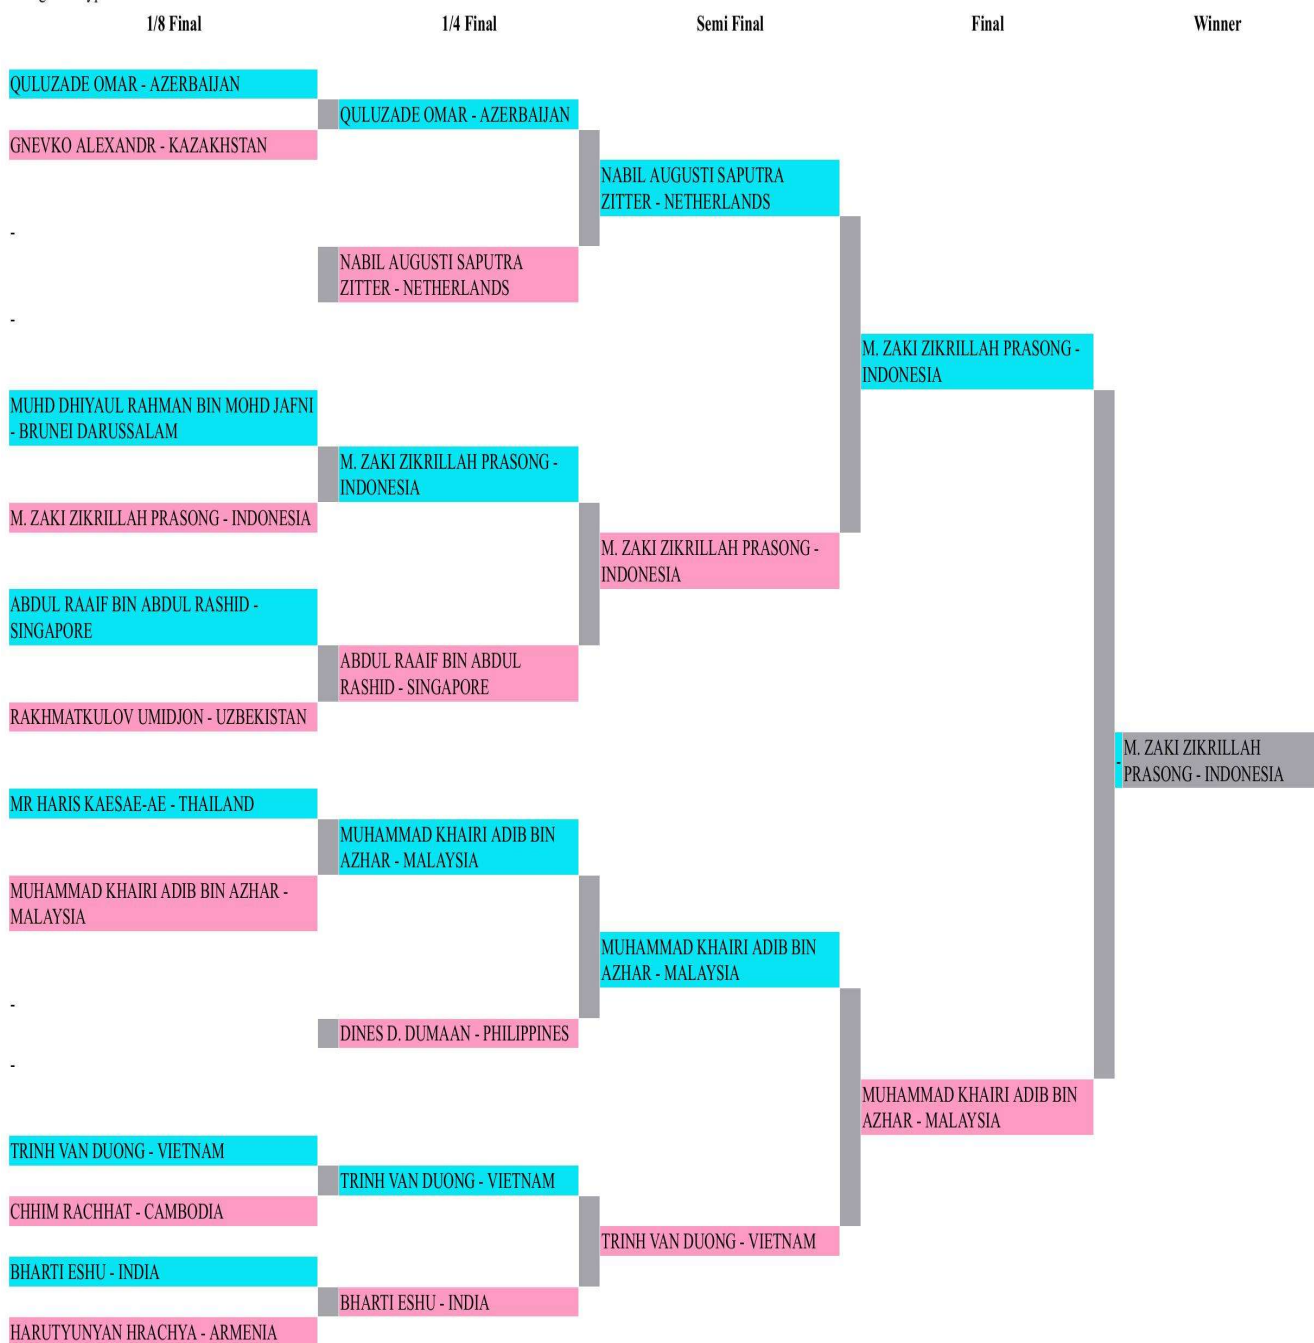 1/8 Final
1/4 Final
Semi Final
Final
Winner
QULUZADE OMAR - AZERBAIJAN
QULUZADE OMAR - AZERBAIJAN
GNEVKO ALEXANDR - KAZAKHSTAN
NABIL AUGUSTI SAPUTRA
ZITTER - NETHERLANDS
-
NABIL AUGUSTI SAPUTRA
ZITTER - NETHERLANDS
-
M. ZAKI ZIKRILLAH PRASONG -
INDONESIA
MUHD DHIYAUL RAHMAN BIN MOHD JAFNI
- BRUNEI DARUSSALAM
M. ZAKI ZIKRILLAH PRASONG -
INDONESIA
M. ZAKI ZIKRILLAH PRASONG - INDONESIA
M. ZAKI ZIKRILLAH PRASONG -
INDONESIA
ABDUL RAAIF BIN ABDUL RASHID -
SINGAPORE
ABDUL RAAIF BIN ABDUL
RASHID - SINGAPORE
RAKHMATKULOV UMIDJON - UZBEKISTAN
-
M. ZAKI ZIKRILLAH
PRASONG - INDONESIA
MR HARIS KAESAE-AE - THAILAND
MUHAMMAD KHAIRI ADIB BIN
AZHAR - MALAYSIA
MUHAMMAD KHAIRI ADIB BIN AZHAR -
MALAYSIA
MUHAMMAD KHAIRI ADIB BIN
AZHAR - MALAYSIA
-
DINES D. DUMAAN - PHILIPPINES
-
MUHAMMAD KHAIRI ADIB BIN
AZHAR - MALAYSIA
TRINH VAN DUONG - VIETNAM
TRINH VAN DUONG - VIETNAM
CHHIM RACHHAT - CAMBODIA
TRINH VAN DUONG - VIETNAM
BHARTI ESHU - INDIA
BHARTI ESHU - INDIA
HARUTYUNYAN HRACHYA - ARMENIA